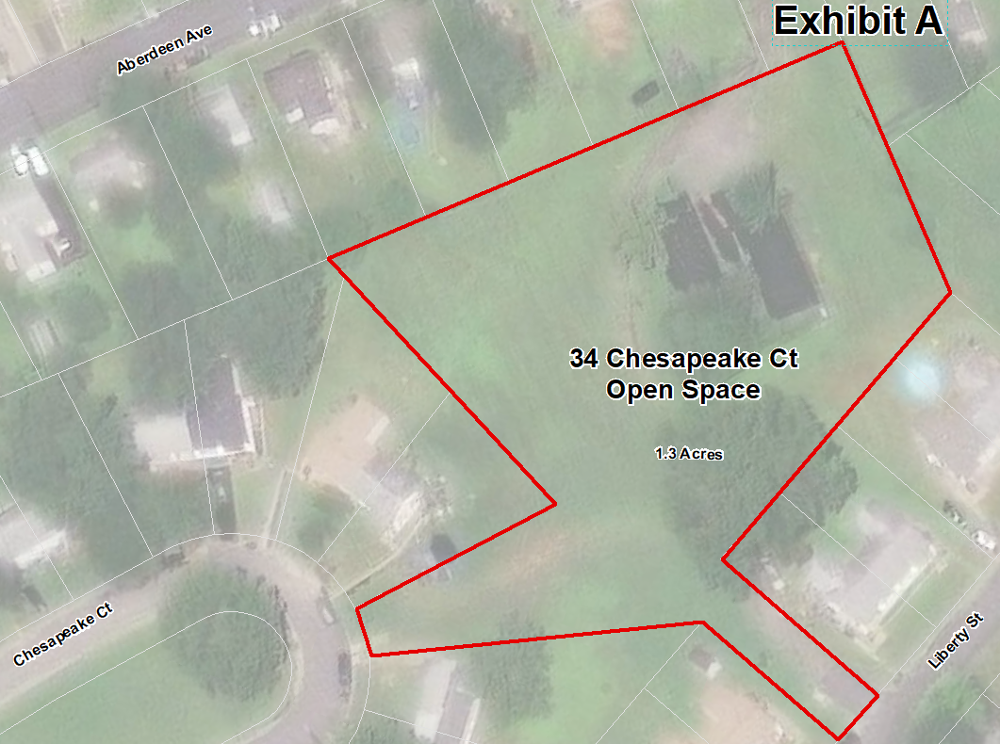 Exhibit A
Aberdeen Ave
34 Chesapeake Ct
Open Space
1.3 Acres
Chesapeake Ct
Liberty St